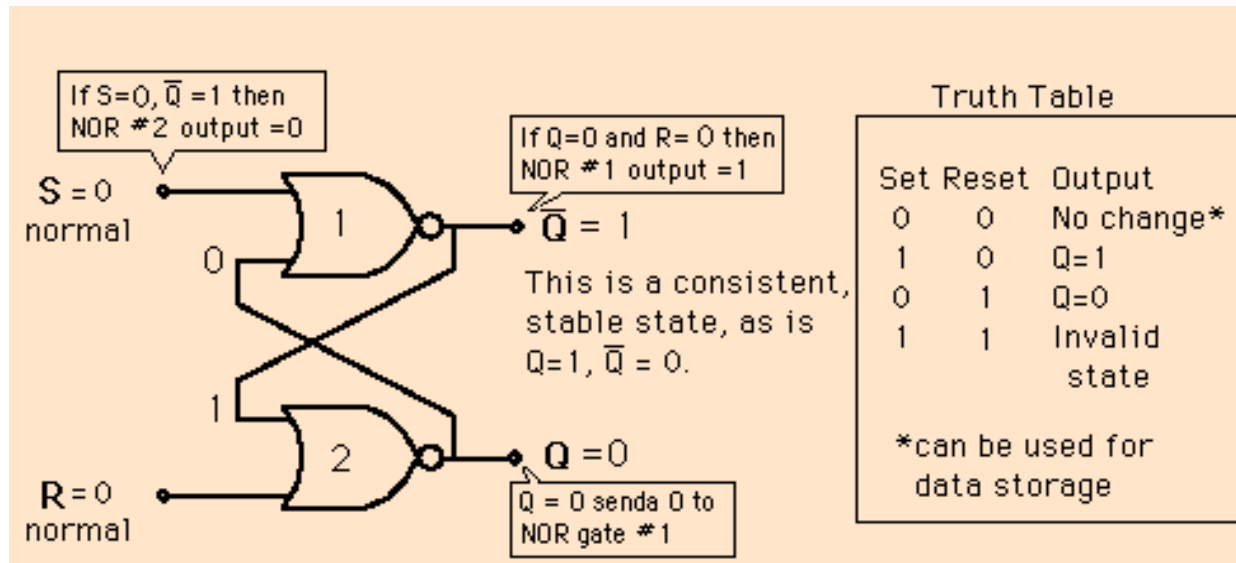 If S=0, Q̅ =1 then
NOR #2 output =0
S = 0
normal
0
1
If Q=0 and R= 0 then
NOR #1 output =1
Q̅ = 1
This is a consistent,
stable state, as is
Q=1, Q̅ = 0.
1
2
R = 0
normal
Q =0
Q = 0 senda 0 to
NOR gate #1
Truth Table
Set Reset Output
0 0 No change*
1 0 Q=1
0 1 Q=0
1 1 Invalid
state
*can be used for
data storage